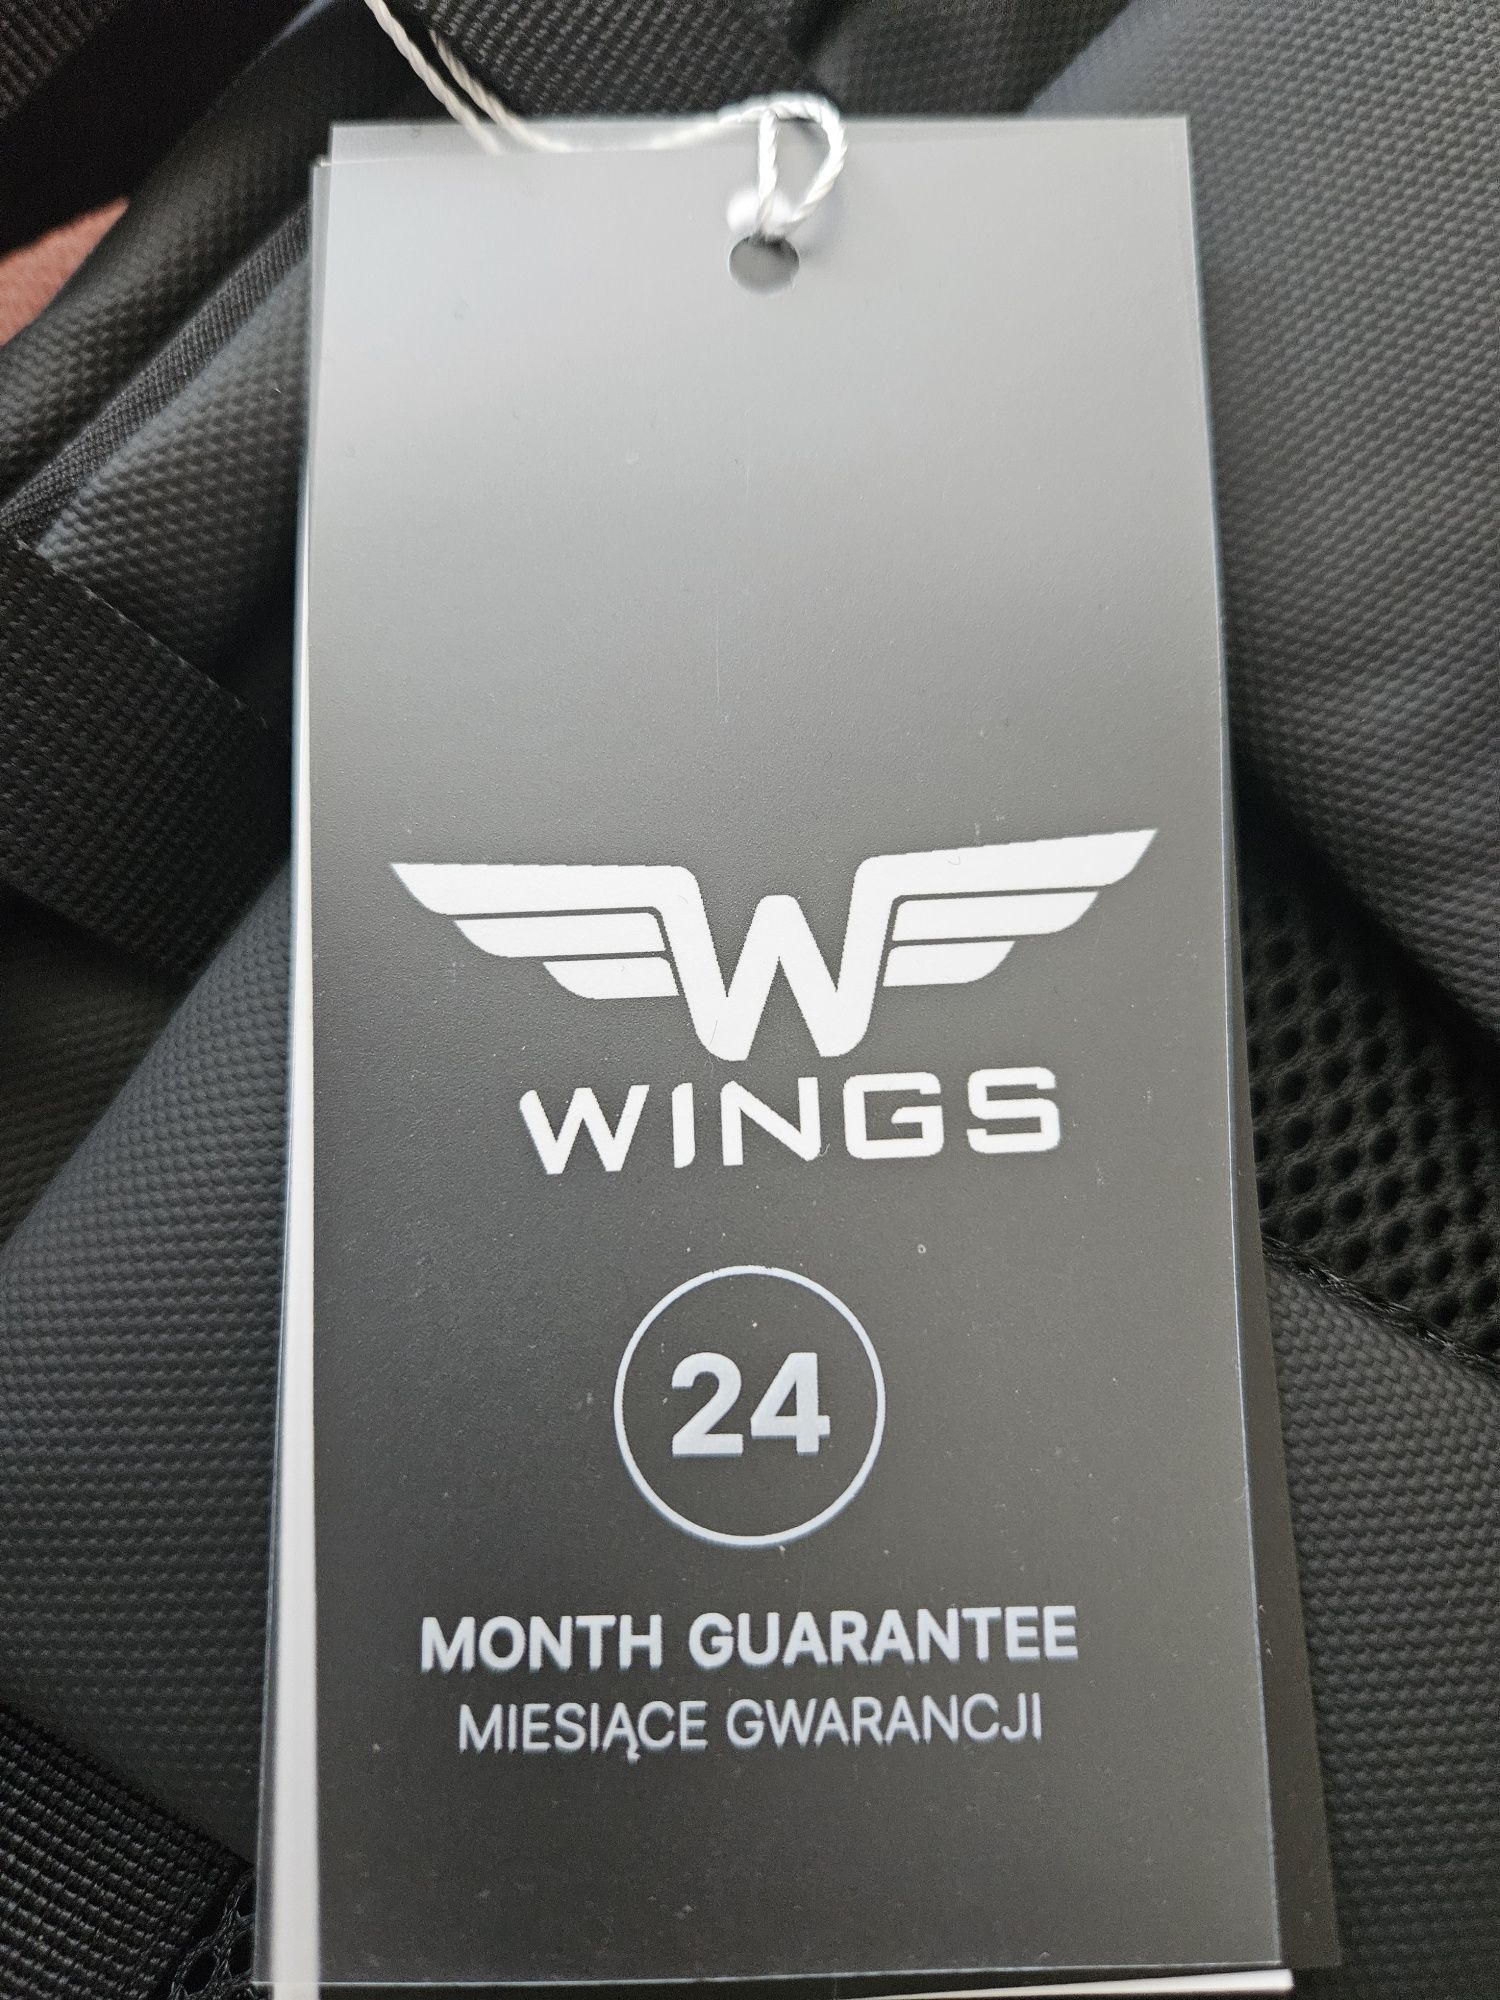 W
WINGS
24
MONTH GUARANTEE
MIESIĄCE GWARANCJI